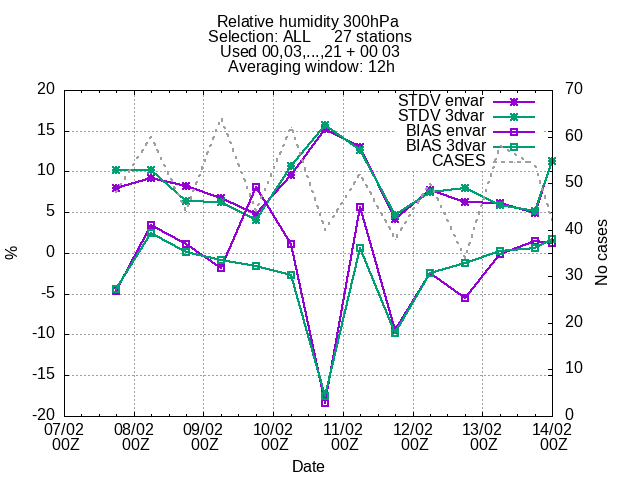 Relative humidity 300hPa
Selection: ALL 27 stations
Used 00,03,...,21 + 00 03
Averaging window: 12h
STDV envar
STDV 3dvar
BIAS envar
BIAS 3dvar
CASES
20
15
10
5
0
-5
-10
-15
-20
%
70
60
50
40
30
20
10
0
No cases
07/02 08/02 09/02 10/02 11/02 12/02 13/02 14/02
00Z 00Z 00Z 00Z 00Z 00Z 00Z 00Z
Date